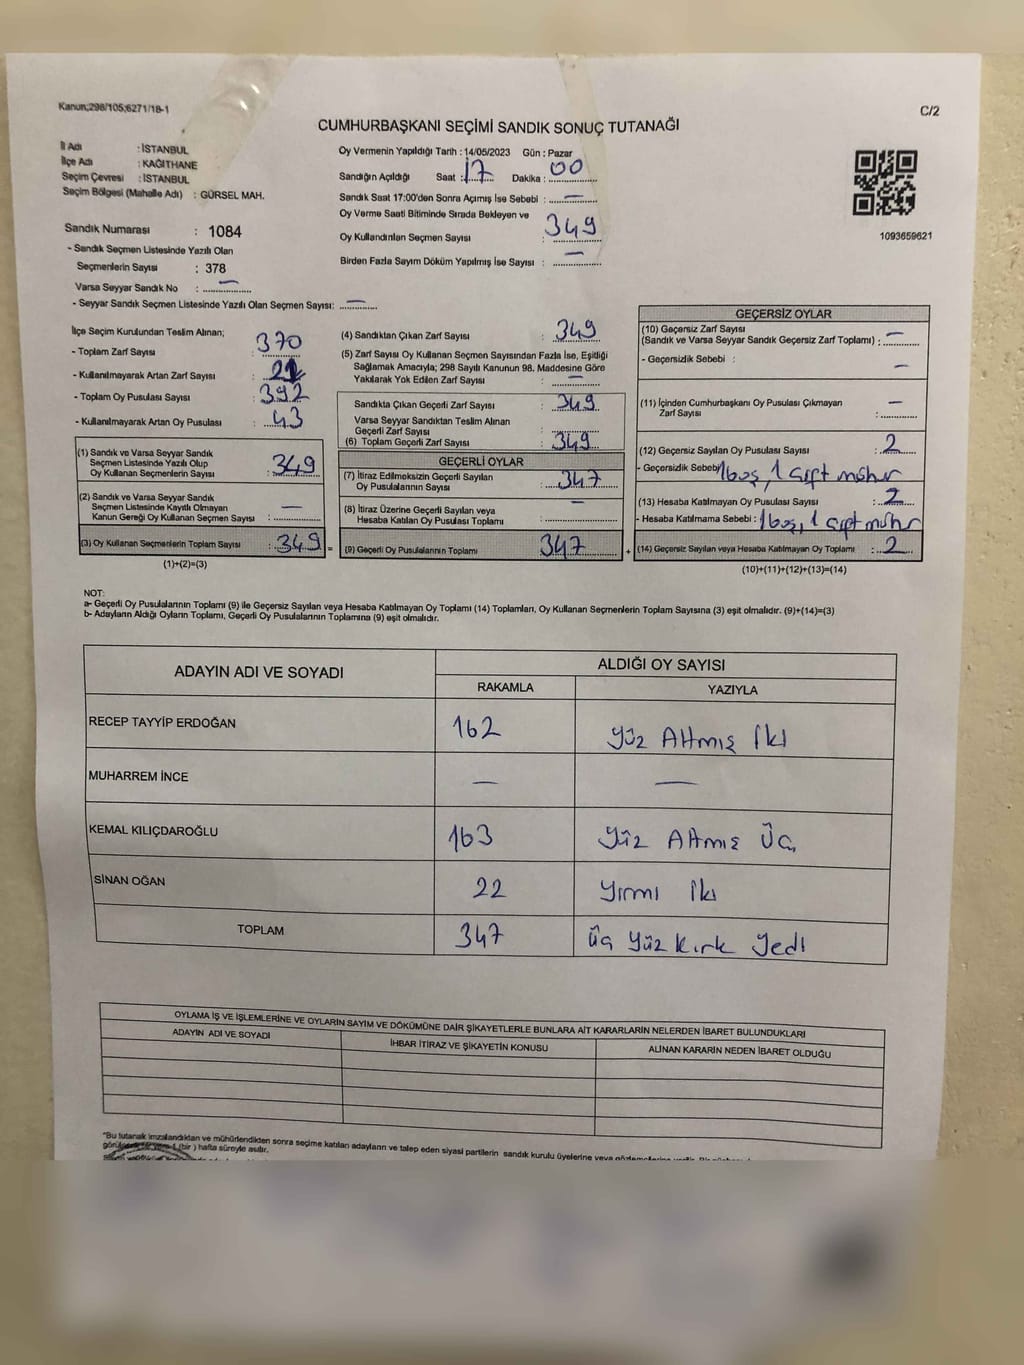 Kanun;298/105;6271/18-1
C/2
CUMHURBAŞKANI SEÇİMİ SANDIK SONUÇ TUTANAĞI
İl Adı : İSTANBUL
İlçe Adı : KAĞITHANE
Seçim Çevresi : İSTANBUL
Seçim Bölgesi (Mahalle Adı) : GÜRSEL MAH.
Sandık Numarası : 1084
- Sandık Seçmen Listesinde Yazılı Olan
Seçmenlerin Sayısı : 378
Varsa Seyyar Sandık No : —
- Seyyar Sandık Seçmen Listesinde Yazılı Olan Seçmen Sayısı: —
Oy Vermenin Yapıldığı Tarih : 14/05/2023 Gün : Pazar
Sandığın Açıldığı Saat : 17 Dakika : 00
Sandık Saat 17:00'den Sonra Açmış İse Sebebi : —
Oy Verme Saati Bitiminde Sırada Bekleyen ve
Oy Kullandırılan Seçmen Sayısı : 349
Birden Fazla Sayım Döküm Yapılmış İse Sayısı : —
1093659621
İlçe Seçim Kurulundan Teslim Alınan;
- Toplam Zarf Sayısı : 370
- Kullanılmayarak Artan Zarf Sayısı : 21
- Toplam Oy Pusulası Sayısı : 392
- Kullanılmayarak Artan Oy Pusulası : 43
(1) Sandık ve Varsa Seyyar Sandık
Seçmen Listesinde Yazılı Olup
Oy Kullanan Seçmenlerin Sayısı : 349
(2) Sandık ve Varsa Seyyar Sandık
Seçmen Listesinde Kayıtlı Olmayan
Kanun Gereği Oy Kullanan Seçmen Sayısı : —
(3) Oy Kullanan Seçmenlerin Toplam Sayısı : 349 =
(1)+(2)=(3)
(4) Sandıktan Çıkan Zarf Sayısı : 349
(5) Zarf Sayısı Oy Kullanan Seçmen Sayısından Fazla İse, Eşitliği
Sağlamak Amacıyla; 298 Sayılı Kanunun 98. Maddesine Göre
Yakılarak Yok Edilen Zarf Sayısı : —
Sandıkta Çıkan Geçerli Zarf Sayısı : 349
Varsa Seyyar Sandıktan Teslim Alınan
Geçerli Zarf Sayısı :
(6) Toplam Geçerli Zarf Sayısı : 349
GEÇERLİ OYLAR
(7) İtiraz Edilmeksizin Geçerli Sayılan
Oy Pusulalarının Sayısı : 347
(8) İtiraz Üzerine Geçerli Sayılan veya
Hesaba Katılan Oy Pusulası Toplamı : —
(9) Geçerli Oy Pusulalarının Toplamı : 347 +
GEÇERSİZ OYLAR
(10) Geçersiz Zarf Sayısı
(Sandık ve Varsa Seyyar Sandık Geçersiz Zarf Toplamı) : —
- Geçersizlik Sebebi : —
(11) İçinden Cumhurbaşkanı Oy Pusulası Çıkmayan
Zarf Sayısı : —
(12) Geçersiz Sayılan Oy Pusulası Sayısı : 2
- Geçersizlik Sebebi 1 boş, 1 çift mühür
(13) Hesaba Katılmayan Oy Pusulası Sayısı : 2
- Hesaba Katılmama Sebebi : 1 boş, 1 çift mühür
(14) Geçersiz Sayılan veya Hesaba Katılmayan Oy Toplamı : 2
(10)+(11)+(12)+(13)=(14)
NOT:
a- Geçerli Oy Pusulalarının Toplamı (9) ile Geçersiz Sayılan veya Hesaba Katılmayan Oy Toplamı (14) Toplamları, Oy Kullanan Seçmenlerin Toplam Sayısına (3) eşit olmalıdır. (9)+(14)=(3)
b- Adayların Aldığı Oyların Toplamı, Geçerli Oy Pusulalarının Toplamına (9) eşit olmalıdır.
ADAYIN ADI VE SOYADI
ALDIĞI OY SAYISI
RAKAMLA YAZIYLA
RECEP TAYYİP ERDOĞAN 162 Yüz Altmış İki
MUHARREM İNCE — —
KEMAL KILIÇDAROĞLU 163 Yüz Altmış Üç
SİNAN OĞAN 22 Yirmi İki
TOPLAM 347 Üç Yüz Kırk Yedi
OYLAMA İŞ VE İŞLEMLERİNE VE OYLARIN SAYIM VE DÖKÜMÜNE DAİR ŞİKAYETLERLE BUNLARA AİT KARARLARIN NELERDEN İBARET BULUNDUKLARI
ADAYIN ADI VE SOYADI İHBAR İTİRAZ VE ŞİKAYETİN KONUSU ALINAN KARARIN NEDEN İBARET OLDUĞU
"Bu tutanak imzalandıktan ve mühürlendikten sonra seçime katılan adayların ve talep eden siyasi partilerin sandık kurulu üyelerine veya gözlemcilerine
(bir ) hafta süreyle asılır.